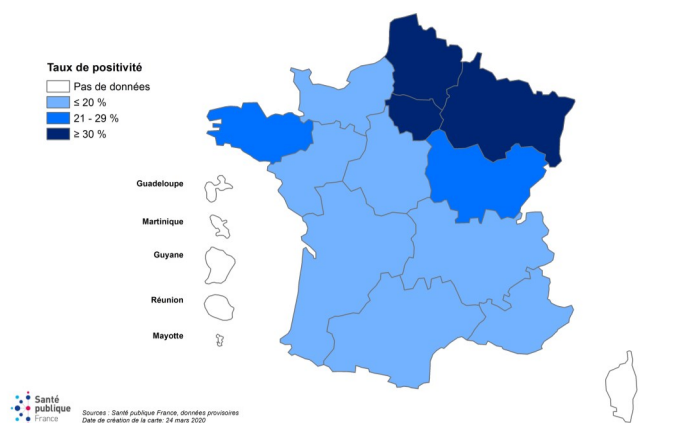 Taux de positivité
Pas de données
≤ 20 %
21 - 29 %
≥ 30 %
Guadeloupe
Martinique
Guyane
Réunion
Mayotte
Santé
publique
France
Sources : Santé publique France, données provisoires
Date de création de la carte: 24 mars 2020